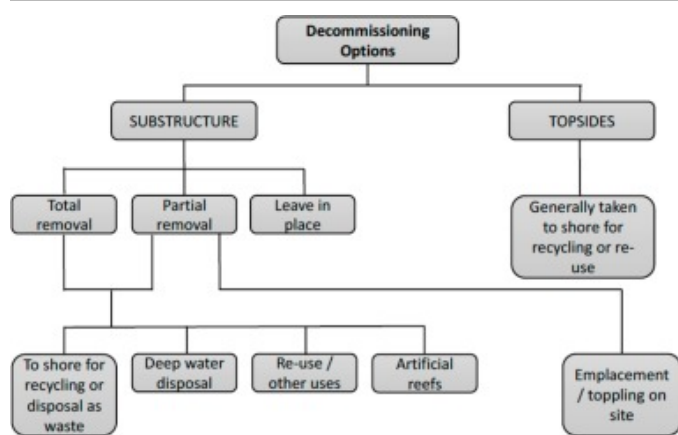 Decommissioning
Options
SUBSTRUCTURE
TOPSIDES
Total
removal
Partial
removal
Leave in
place
Generally taken
to shore for
recycling or re-
use
To shore for
recycling or
disposal as
waste
Deep water
disposal
Re-use /
other uses
Artificial
reefs
Emplacement
/ toppling on
site